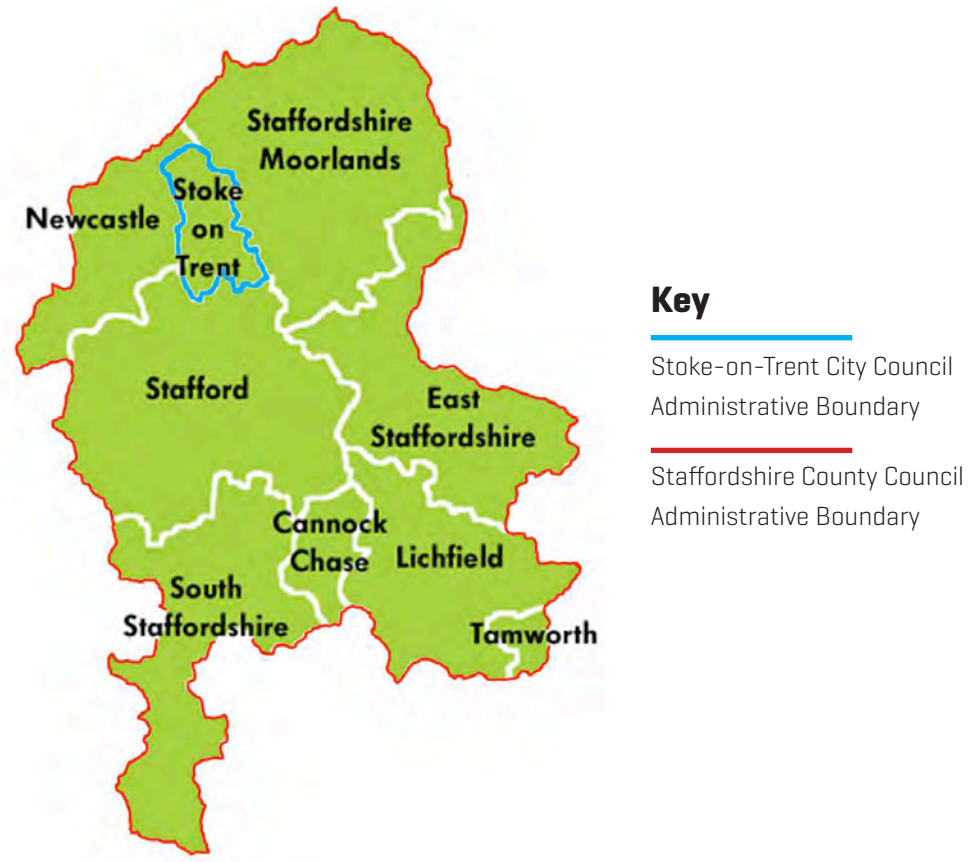 Staffordshire
Moorlands
Stoke
on
Trent
Newcastle
Stafford
East
Staffordshire
Cannock
Chase
Lichfield
South
Staffordshire
Tamworth
Key
Stoke-on-Trent City Council
Administrative Boundary
Staffordshire County Council
Administrative Boundary